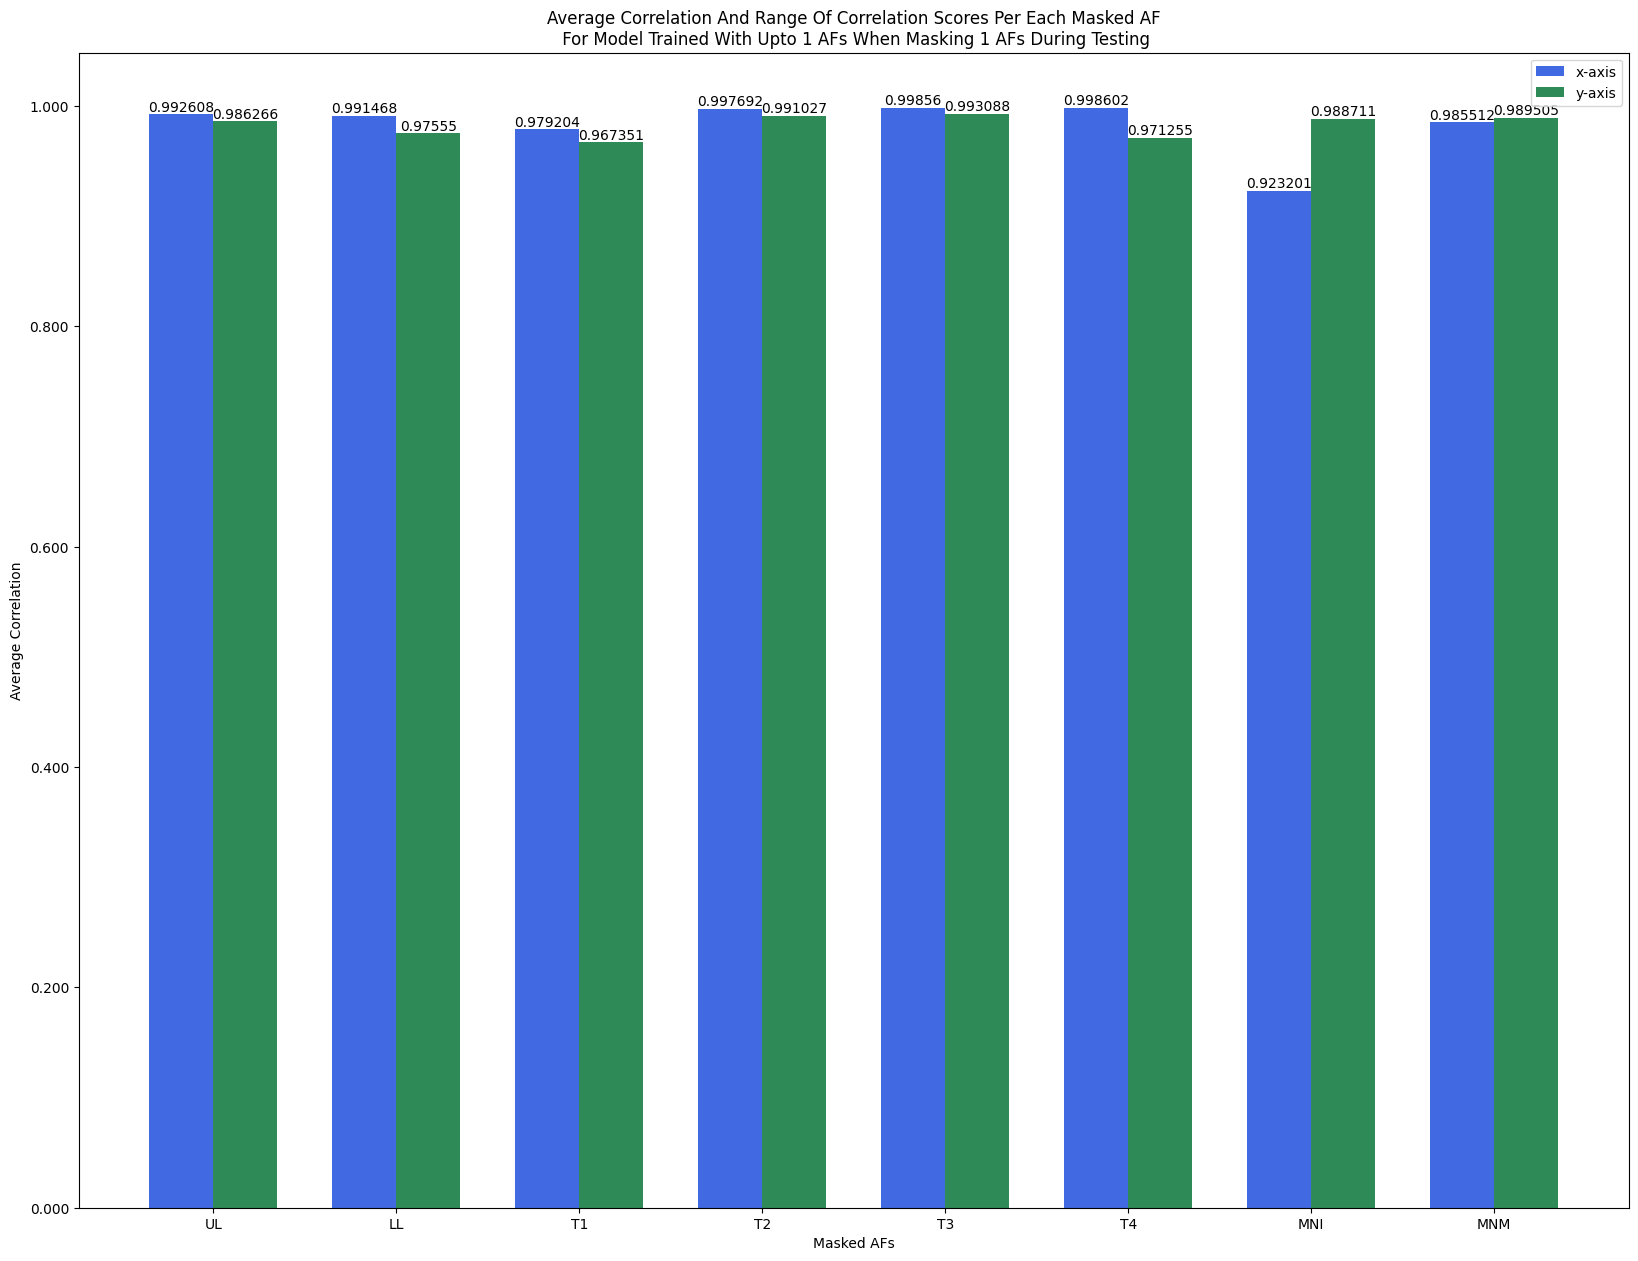 Average Correlation And Range Of Correlation Scores Per Each Masked AF
For Model Trained With Upto 1 AFs When Masking 1 AFs During Testing
x-axis
y-axis
1.000
0.800
0.600
0.400
0.200
0.000
Average Correlation
0.992608
0.986266
0.991468
0.97555
0.979204
0.967351
0.997692
0.991027
0.99856
0.993088
0.998602
0.971255
0.923201
0.988711
0.985512
0.989505
UL
LL
T1
T2
T3
T4
MNI
MNM
Masked AFs